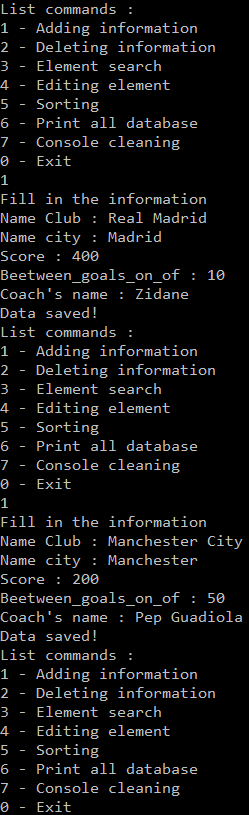 List commands :
1 - Adding information
2 - Deleting information
3 - Element search
4 - Editing element
5 - Sorting
6 - Print all database
7 - Console cleaning
0 - Exit
1
Fill in the information
Name Club : Real Madrid
Name city : Madrid
Score : 400
Beetween_goals_on_of : 10
Coach's name : Zidane
Data saved!
List commands :
1 - Adding information
2 - Deleting information
3 - Element search
4 - Editing element
5 - Sorting
6 - Print all database
7 - Console cleaning
0 - Exit
1
Fill in the information
Name Club : Manchester City
Name city : Manchester
Score : 200
Beetween_goals_on_of : 50
Coach's name : Pep Guadiola
Data saved!
List commands :
1 - Adding information
2 - Deleting information
3 - Element search
4 - Editing element
5 - Sorting
6 - Print all database
7 - Console cleaning
0 - Exit